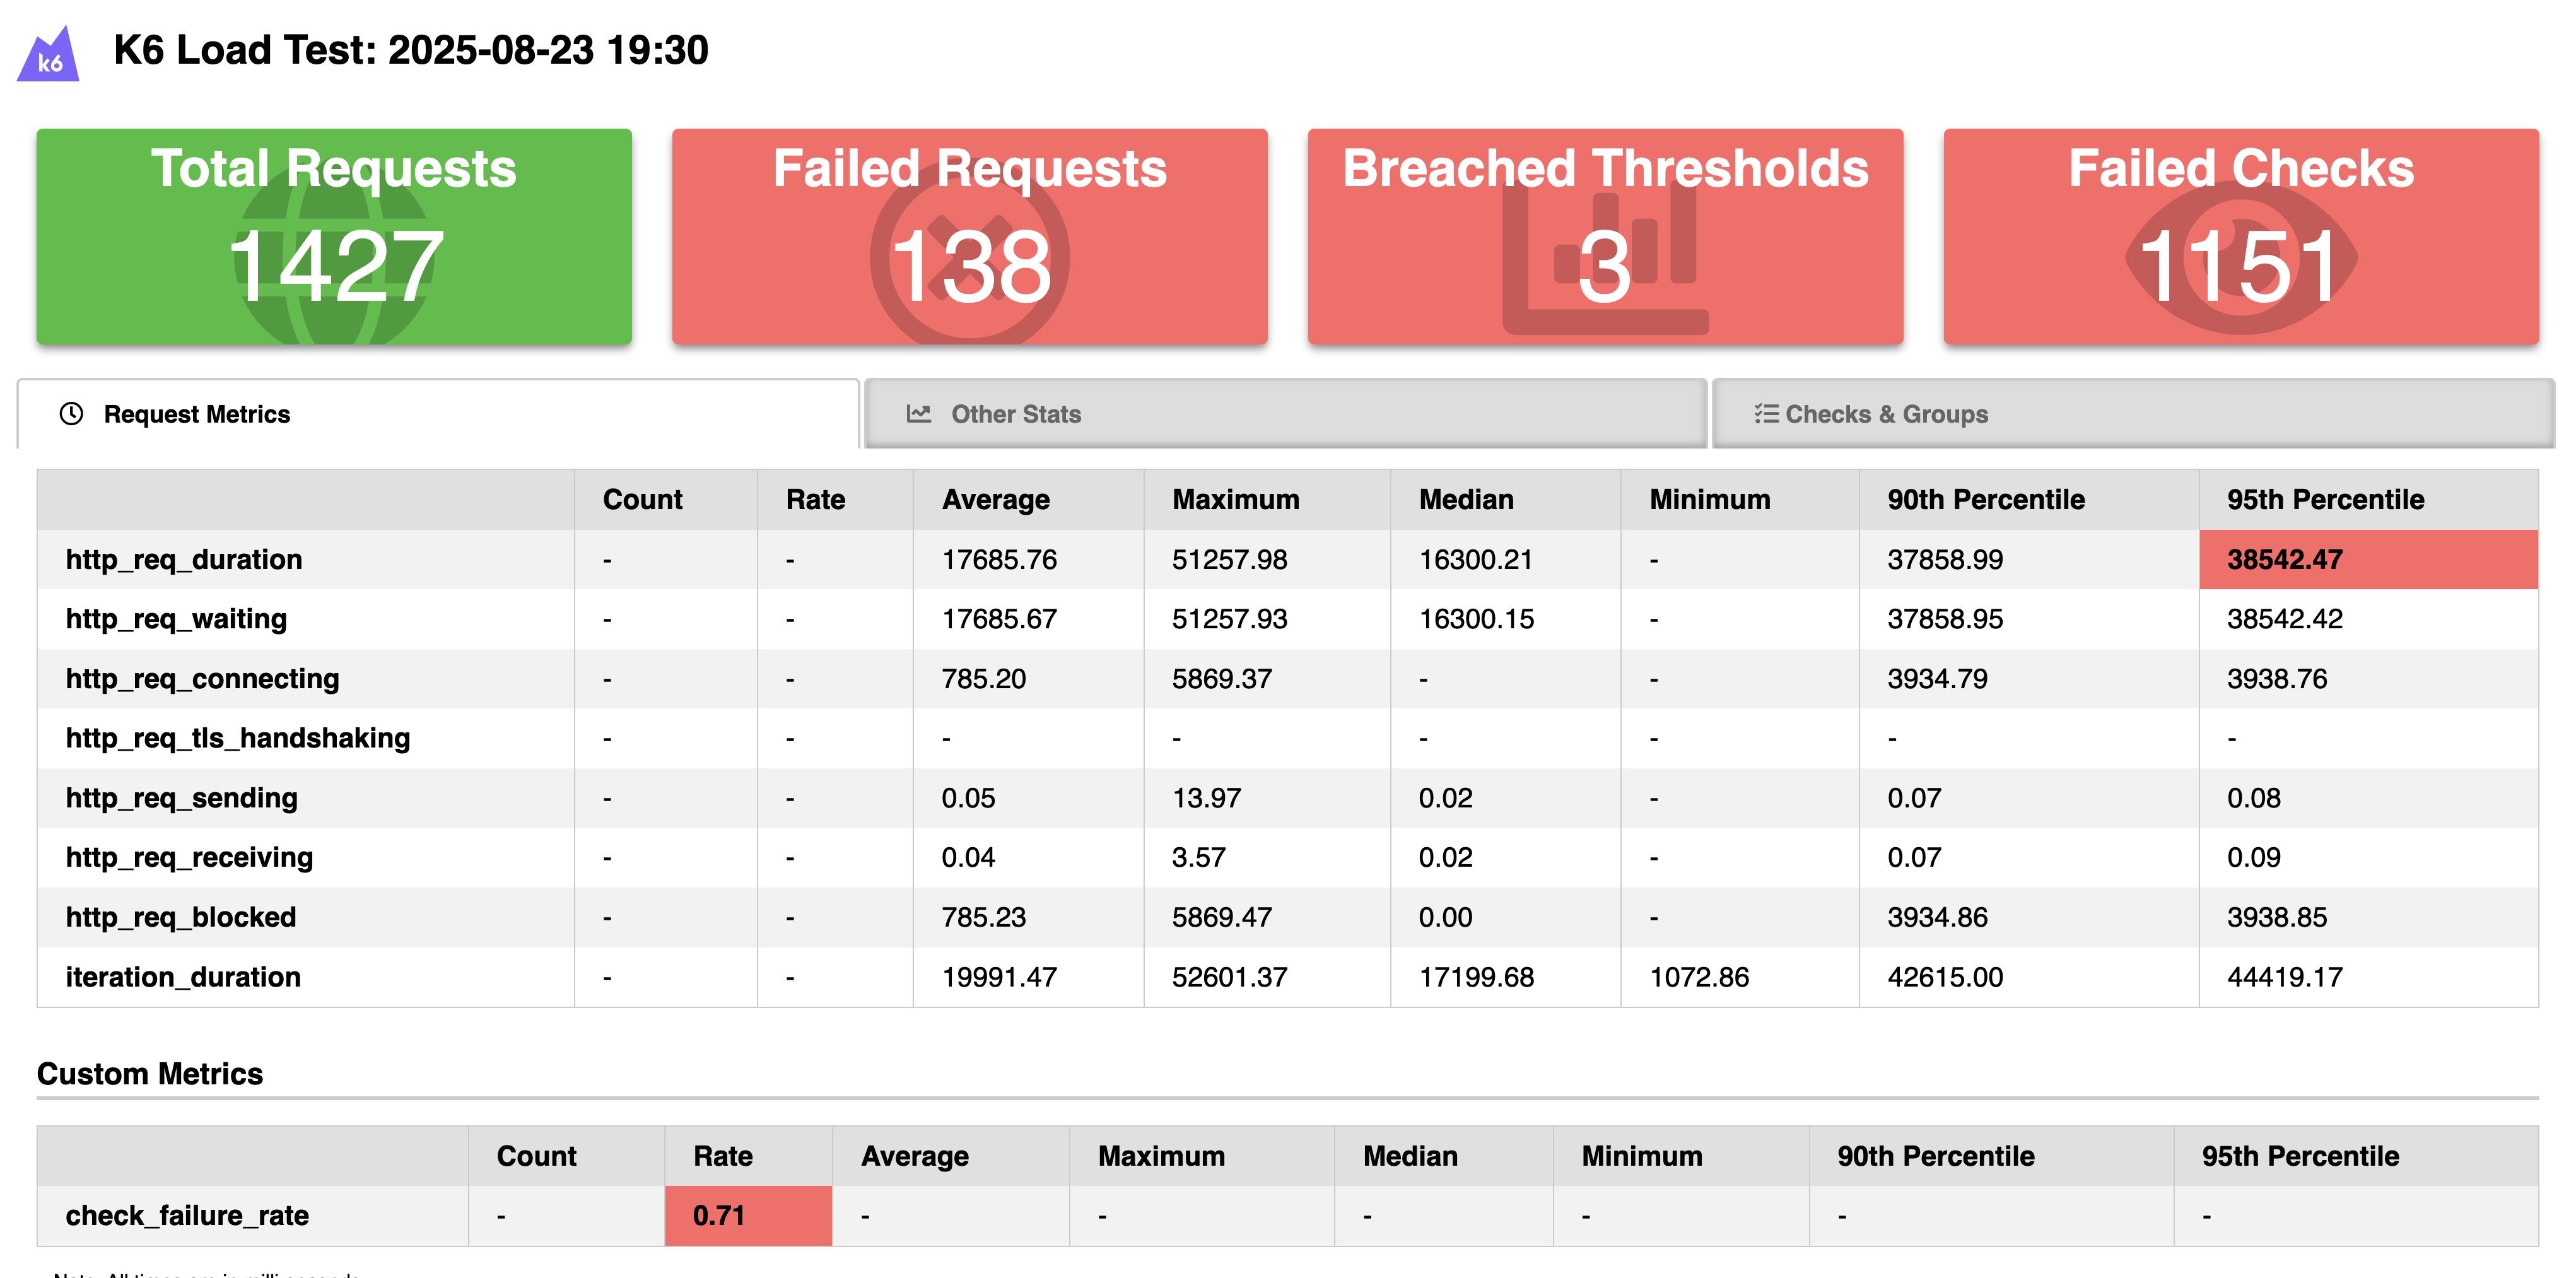 k6
K6 Load Test: 2025-08-23 19:30
Total Requests
1427
Failed Requests
138
Breached Thresholds
3
Failed Checks
1151
Request Metrics
Other Stats
Checks & Groups
Count Rate Average Maximum Median Minimum 90th Percentile 95th Percentile
http_req_duration - - 17685.76 51257.98 16300.21 - 37858.99 38542.47
http_req_waiting - - 17685.67 51257.93 16300.15 - 37858.95 38542.42
http_req_connecting - - 785.20 5869.37 - - 3934.79 3938.76
http_req_tls_handshaking - - - - - - - -
http_req_sending - - 0.05 13.97 0.02 - 0.07 0.08
http_req_receiving - - 0.04 3.57 0.02 - 0.07 0.09
http_req_blocked - - 785.23 5869.47 0.00 - 3934.86 3938.85
iteration_duration - - 19991.47 52601.37 17199.68 1072.86 42615.00 44419.17
Custom Metrics
Count Rate Average Maximum Median Minimum 90th Percentile 95th Percentile
check_failure_rate - 0.71 - - - - - -